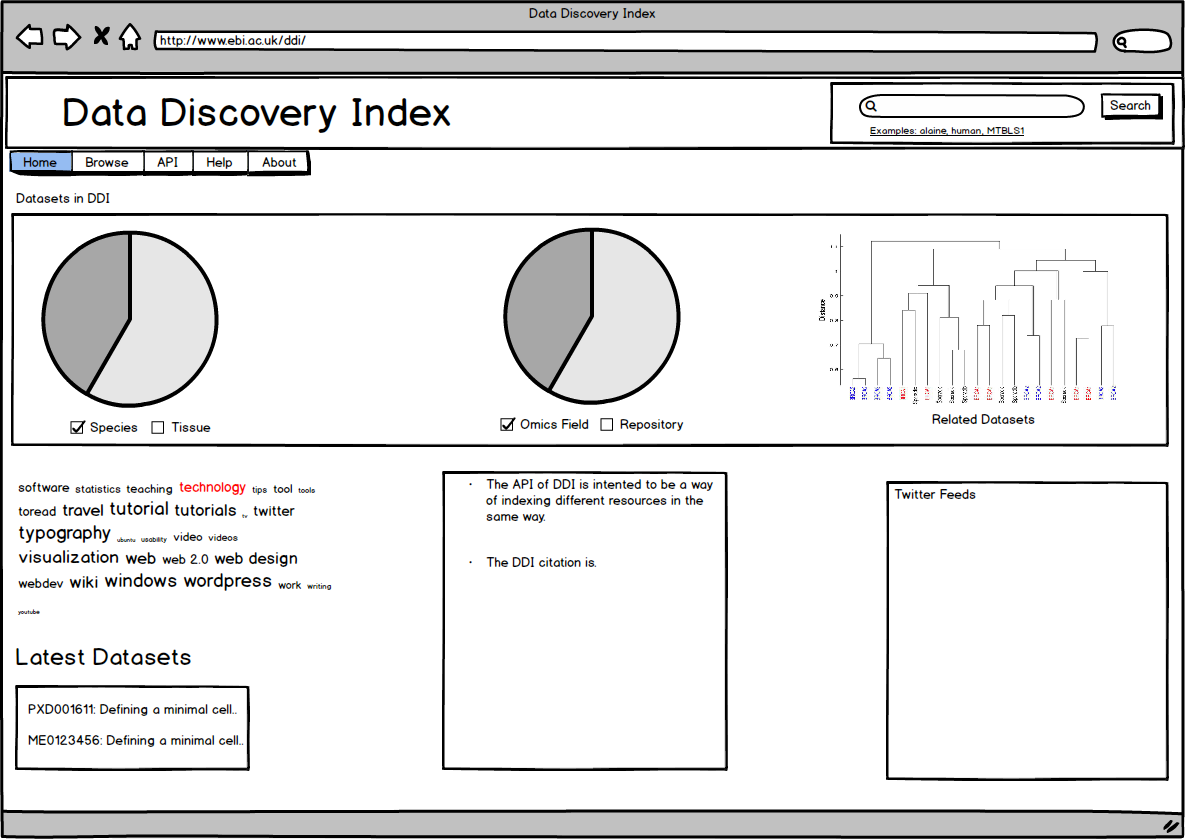 Data Discovery Index
http://www.ebi.ac.uk/ddi/
Data Discovery Index
Search
Examples: alaine, human, MTBLS1
Home Browse API Help About
Datasets in DDI
Species Tissue
Omics Field Repository
Distance
Related Datasets
software statistics teaching technology tips tool tools
toread travel tutorial tutorials tv twitter
typography ubuntu usability video videos
visualization web web 2.0 web design
webdev wiki windows wordpress work writing
youtube
Latest Datasets
PXD001611: Defining a minimal cell..
ME0123456: Defining a minimal cell..
· The API of DDI is intented to be a way
of indexing different resources in the
same way.
· The DDI citation is.
Twitter Feeds